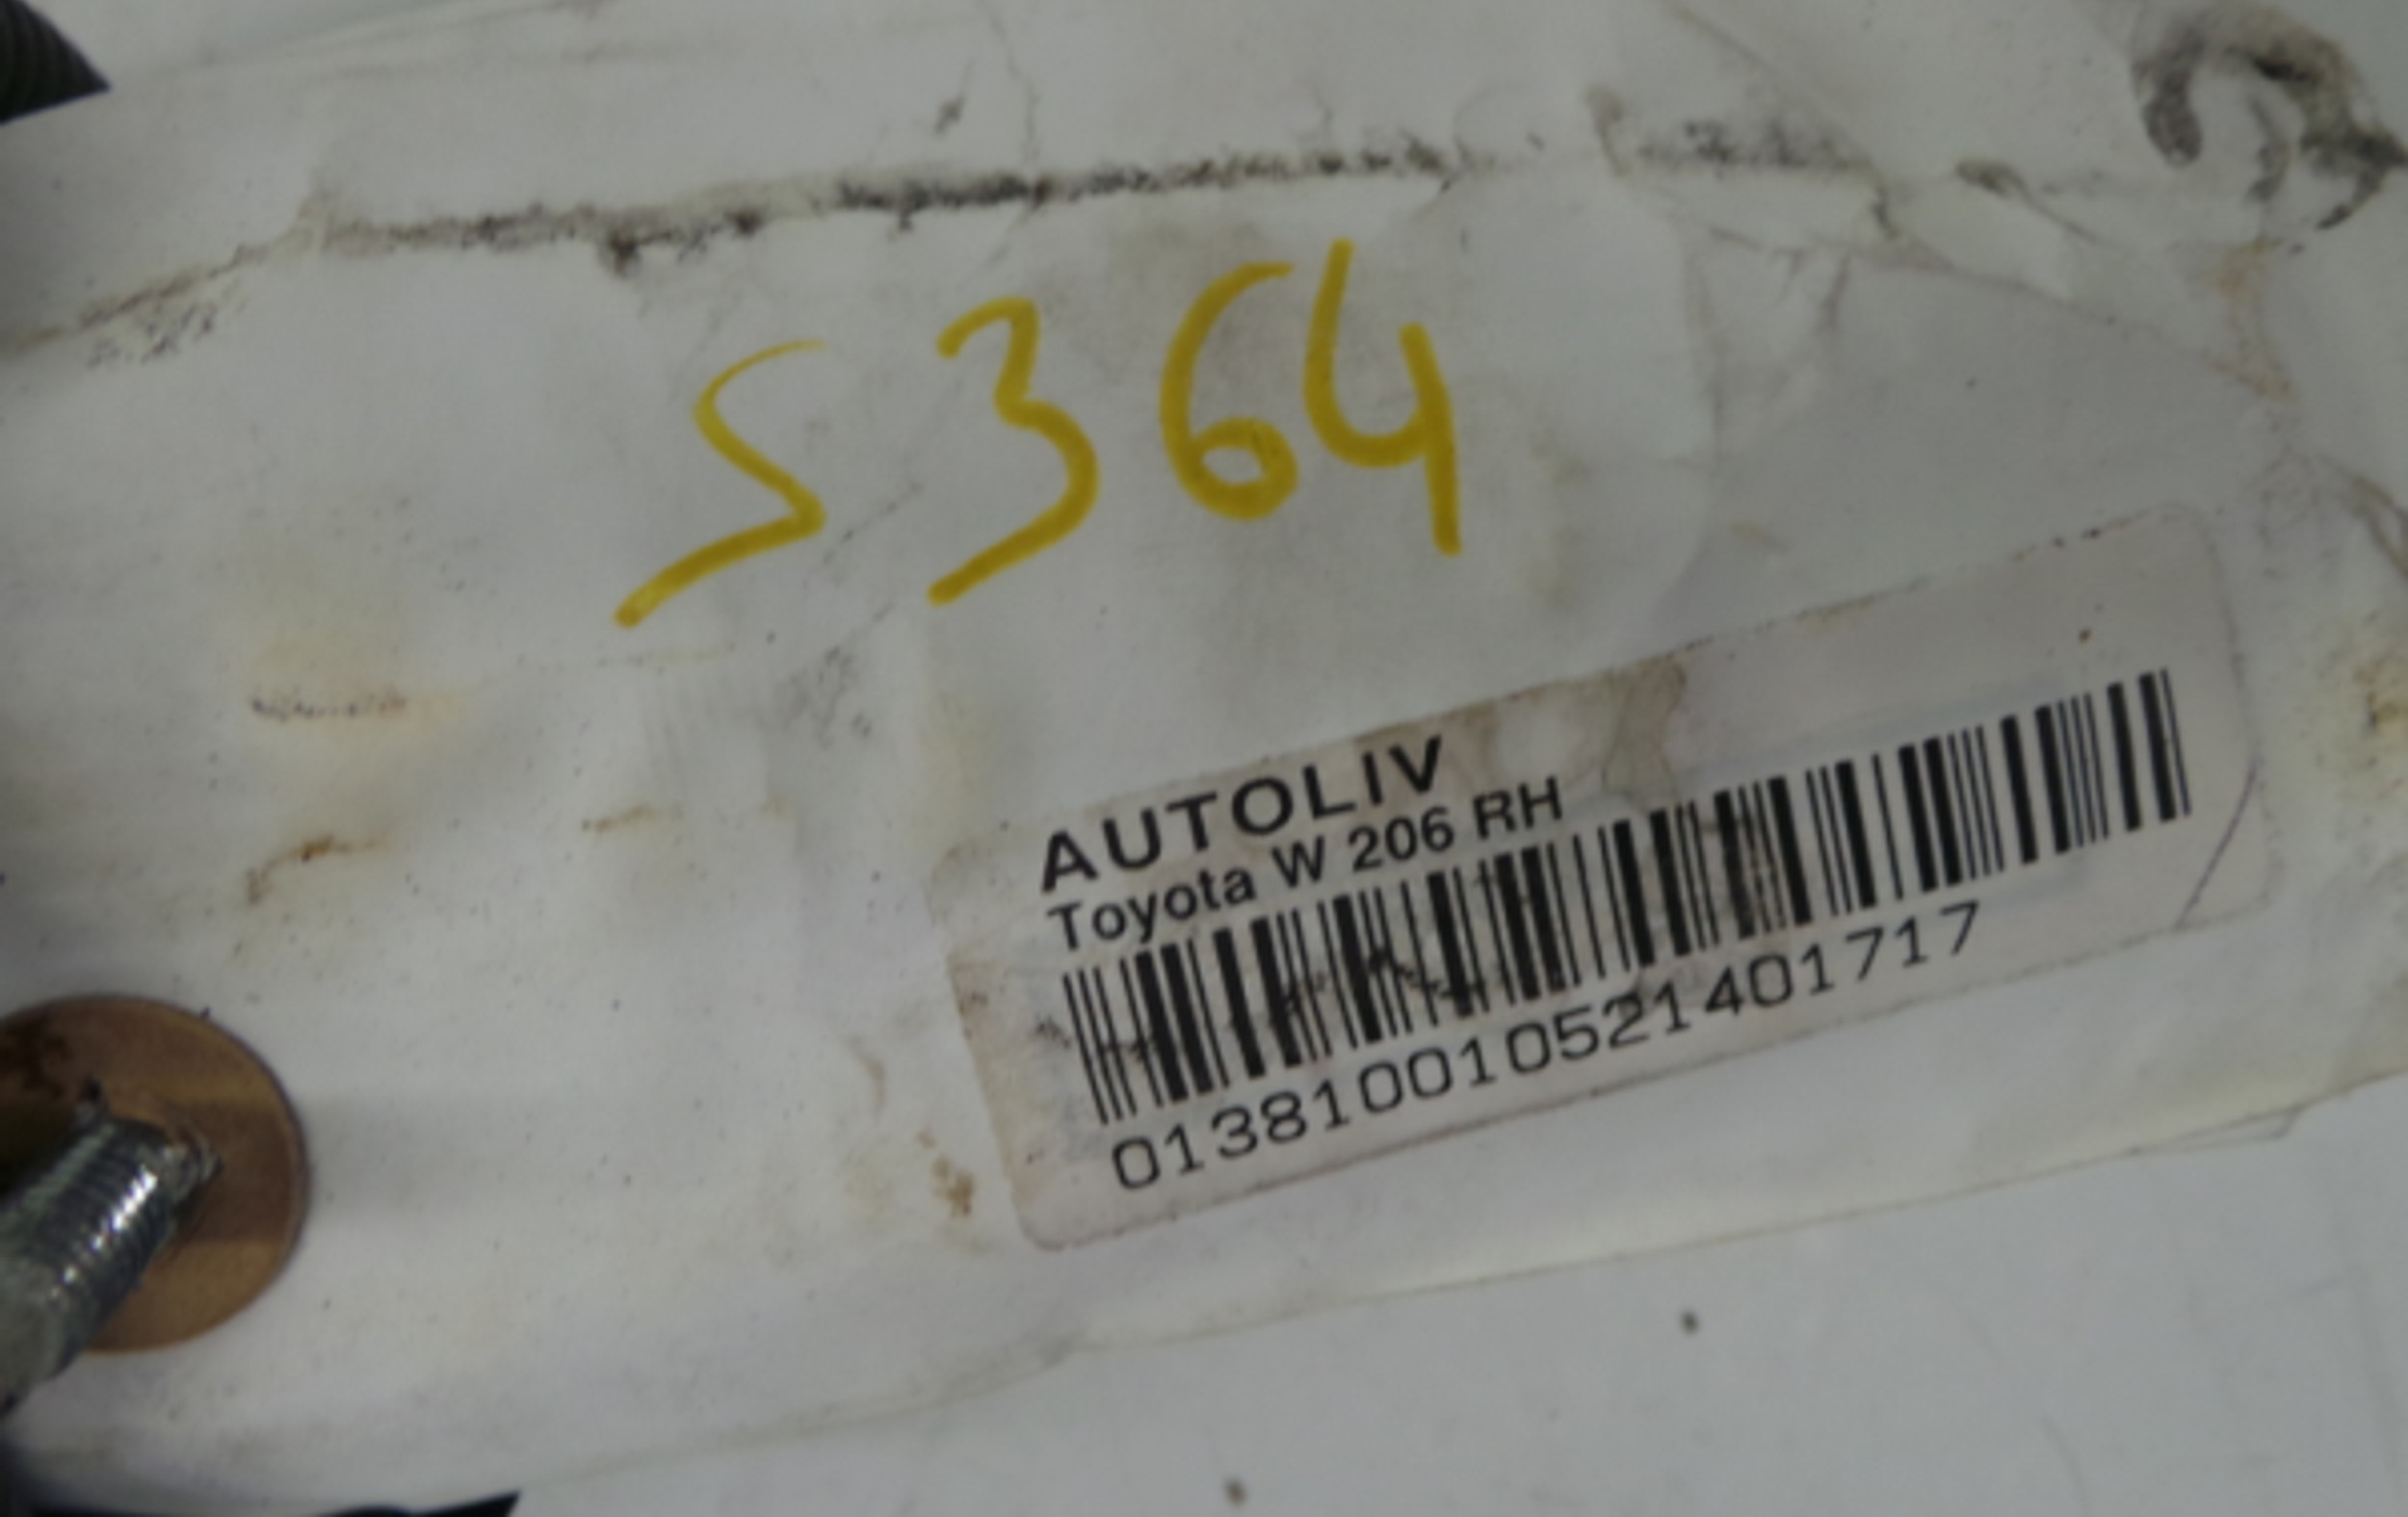 S364
AUTOLIV
Toyota W 206 RH
013810010521401717